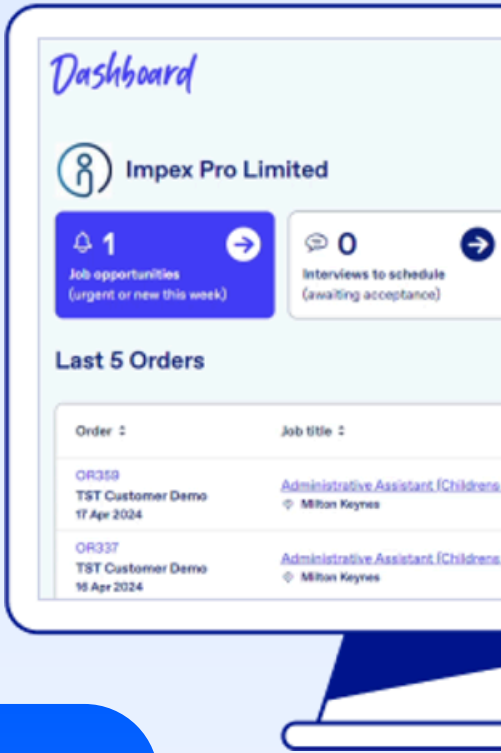 Dashboard
Impex Pro Limited
1
Job opportunities
(urgent or new this week)
0
Interviews to schedule
(awaiting acceptance)
Last 5 Orders
Order
Job title
OR359
TST Customer Demo
17 Apr 2024
Administrative Assistant (Childrens
Milton Keynes
OR337
TST Customer Demo
16 Apr 2024
Administrative Assistant (Childrens
Milton Keynes